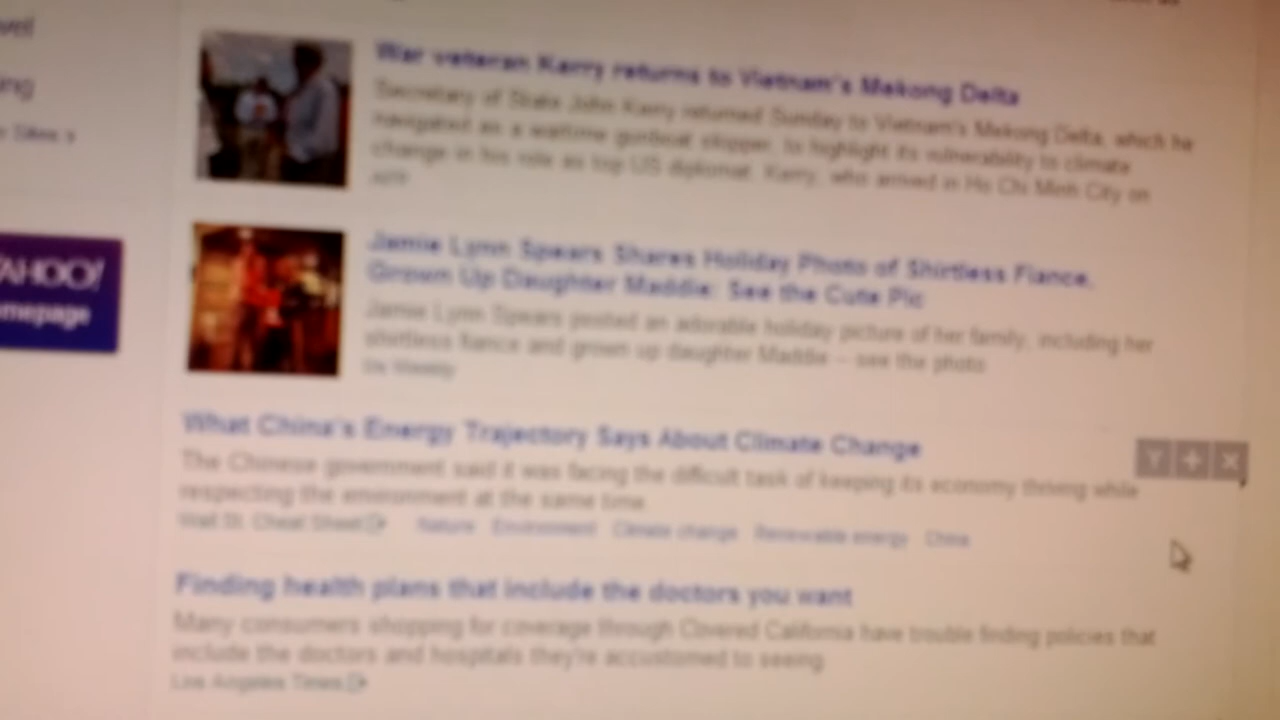 War veteran Kerry returns to Vietnam's Mekong Delta
Secretary of State John Kerry returned Sunday to Vietnam's Mekong Delta, which he
navigated as a wartime gunboat skipper, to highlight its vulnerability to climate
change in his role as top US diplomat. Kerry, who arrived in Ho Chi Minh City on
AFP
YAHOO!
Jamie Lynn Spears Shares Holiday Photo of Shirtless Fiance,
Grown Up Daughter Maddie: See the Cute Pic
Jamie Lynn Spears posted an adorable holiday picture of her family, including her
shirtless fiance and grown up daughter Maddie -- see the photo
Us Weekly
What China's Energy Trajectory Says About Climate Change
The Chinese government said it was facing the difficult task of keeping its economy thriving while
respecting the environment at the same time.
Wall St. Cheat Sheet Nature Environment Climate change Renewable energy China
Finding health plans that include the doctors you want
Many consumers shopping for coverage through Covered California have trouble finding policies that
include the doctors and hospitals they're accustomed to seeing.
Los Angeles Times